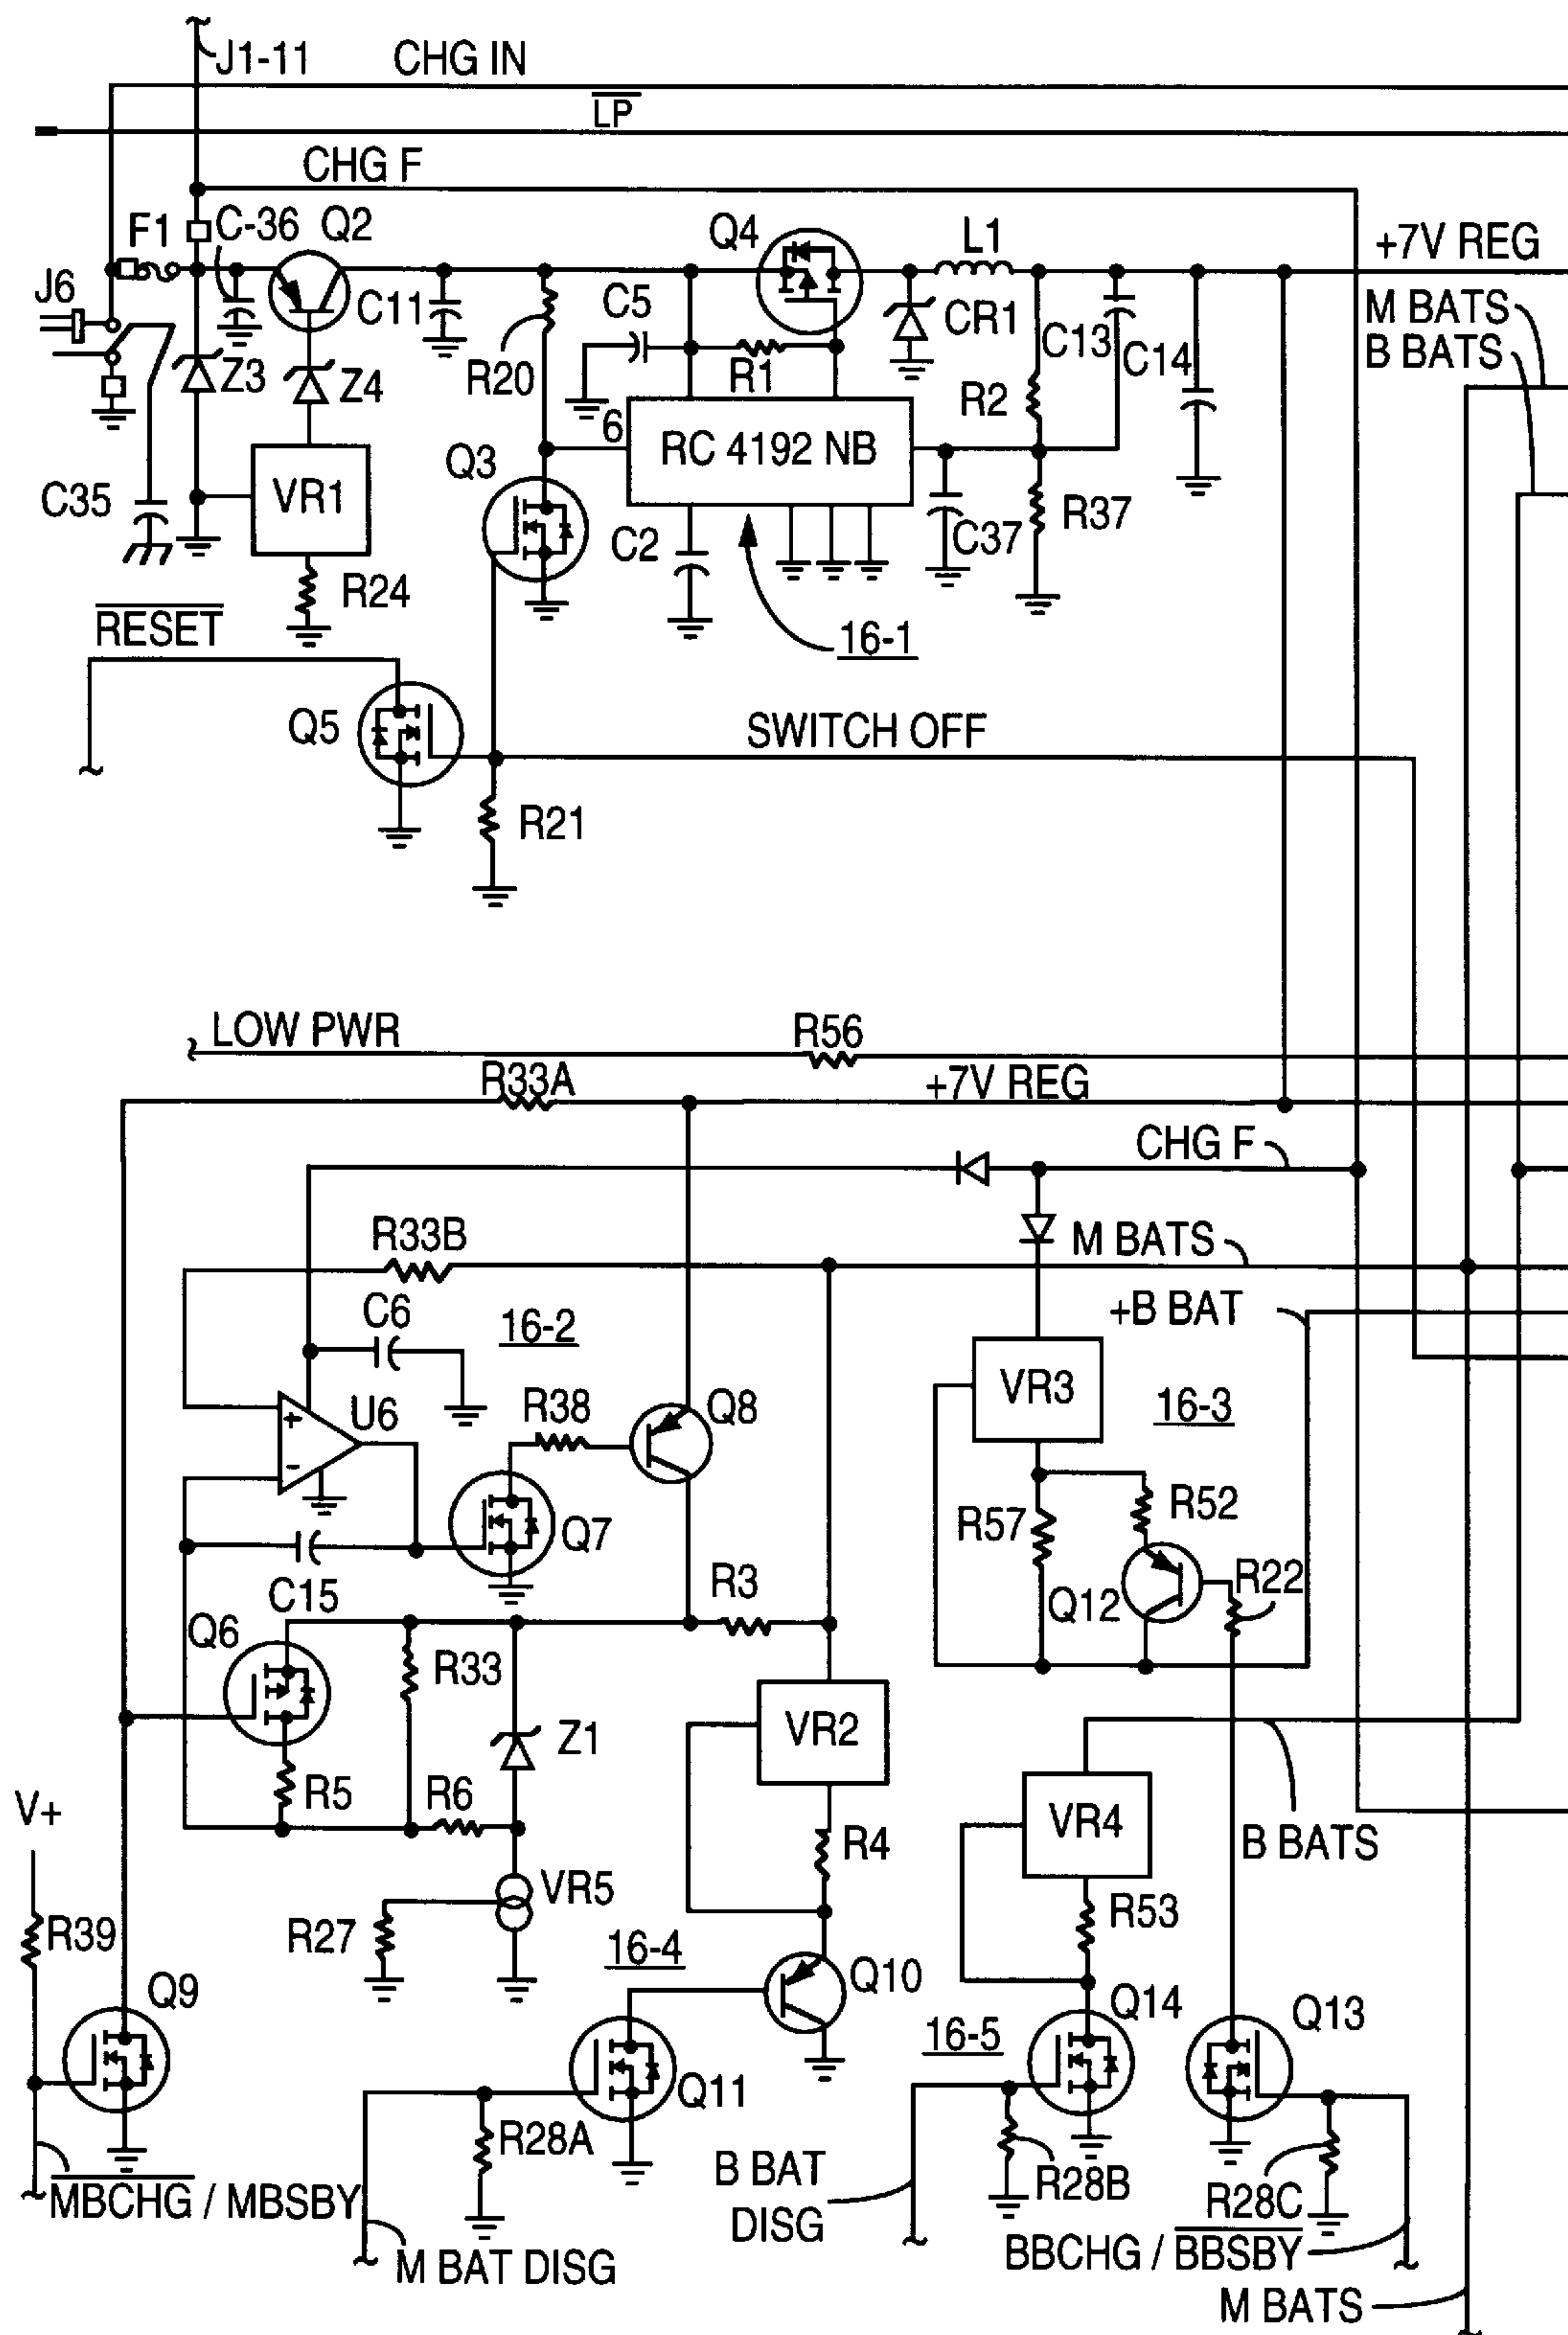 J1-11 CHG IN
LP
CHG F
F1 C-36 Q2 Q4 L1 +7V REG
J6 C11 C5 CR1 C13 C14 M BATS
B BATS
Z3 Z4 R20 R1 R2
6 RC 4192 NB
Q3
C35 VR1 C2 C37 R37
R24
RESET 16-1
Q5 SWITCH OFF
R21
LOW PWR R56
R33A +7V REG
CHG F
R33B M BATS
C6 16-2 +B BAT
+ U6 R38 Q8 VR3 16-3
-
Q7 R57 R52
C15 R3 Q12 R22
Q6 R33
Z1 VR2
V+ R5 R6 R4 VR4 B BATS
VR5
R39 R27 16-4 R53
Q9 Q10 Q14 Q13
16-5
Q11
R28A B BAT
DISG R28B R28C
MBCHG / MBSBY
BBCHG / BBSBY
M BAT DISG
M BATS